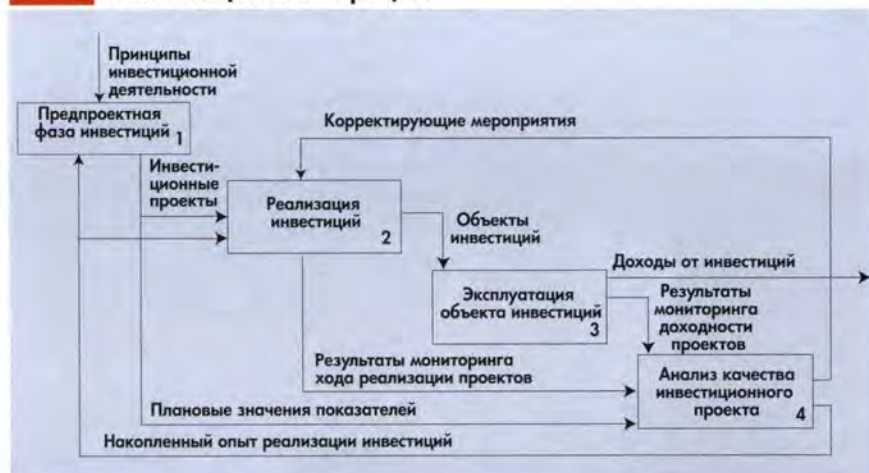 Принципы
инвестиционной
деятельности
Предпроектная
фаза инвестиций 1
Корректирующие мероприятия
Инвести-
ционные
проекты
Реализация
инвестиций
2
Объекты
инвестиций
Доходы от инвестиций
Эксплуатация
объекта инвестиций
3
Результаты
мониторинга
доходности
проектов
Результаты мониторинга
хода реализации проектов
Анализ качества
инвестиционного
проекта 4
Плановые значения показателей
Накопленный опыт реализации инвестиций